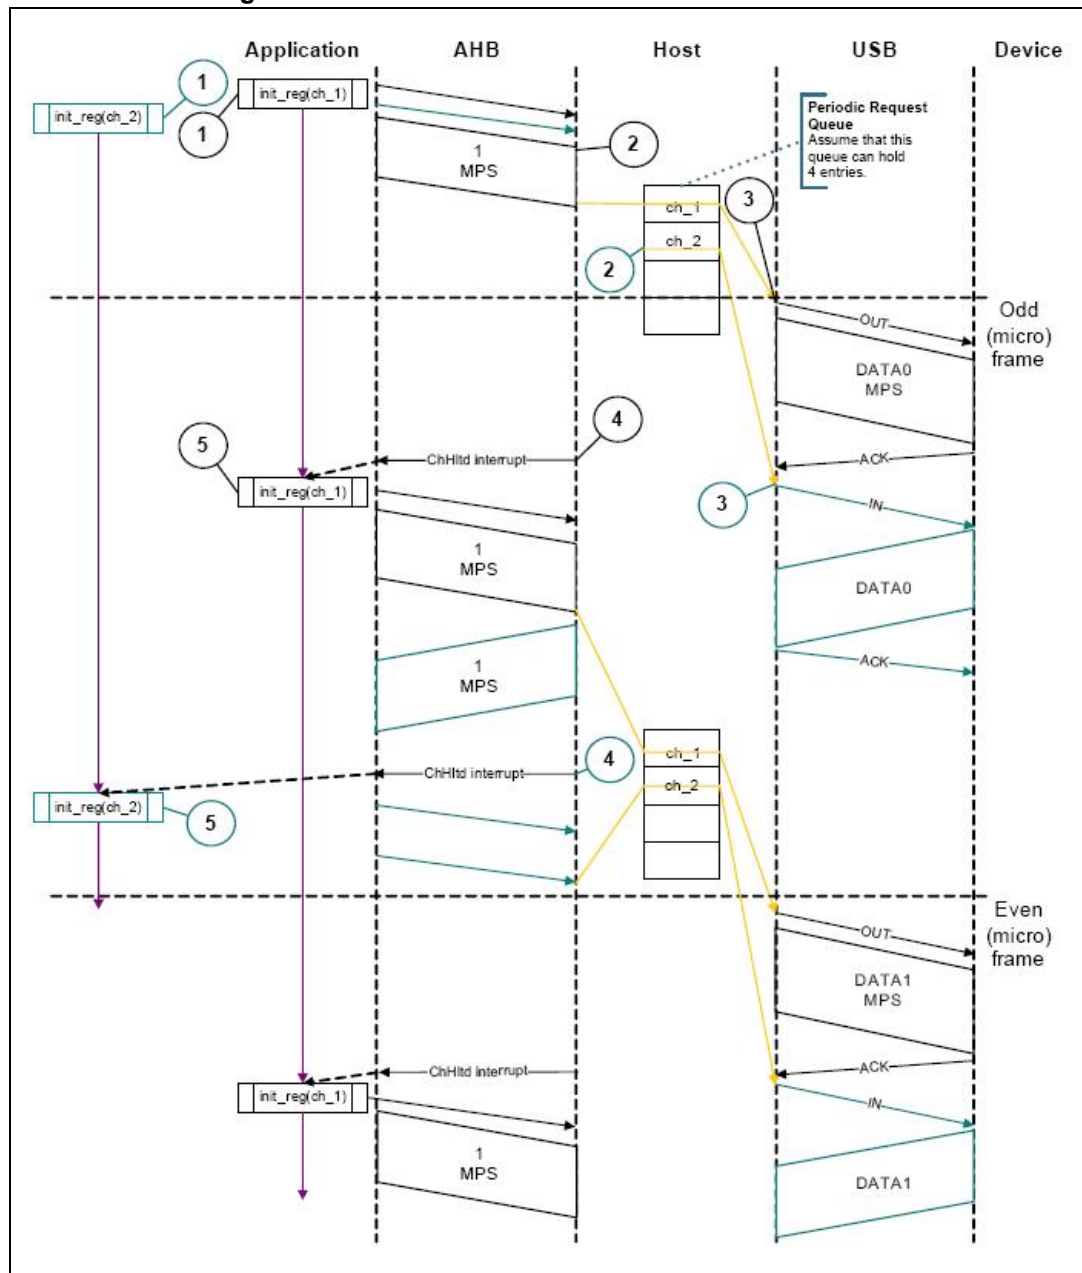 g
Application
AHB
Host
USB
Device
1
init_reg(ch_1)
init_reg(ch_2)
1
Periodic Request
Queue
Assume that this
queue can hold
4 entries.
2
1
MPS
3
ch_1
ch_2
2
Odd
(micro)
frame
OUT
DATA0
MPS
4
5
ChHltd interrupt
ACK
init_reg(ch_1)
3
IN
1
MPS
DATA0
1
MPS
ACK
ch_1
4
ChHltd interrupt
ch_2
init_reg(ch_2)
5
Even
(micro)
frame
OUT
DATA1
MPS
ChHltd interrupt
ACK
init_reg(ch_1)
IN
1
MPS
DATA1